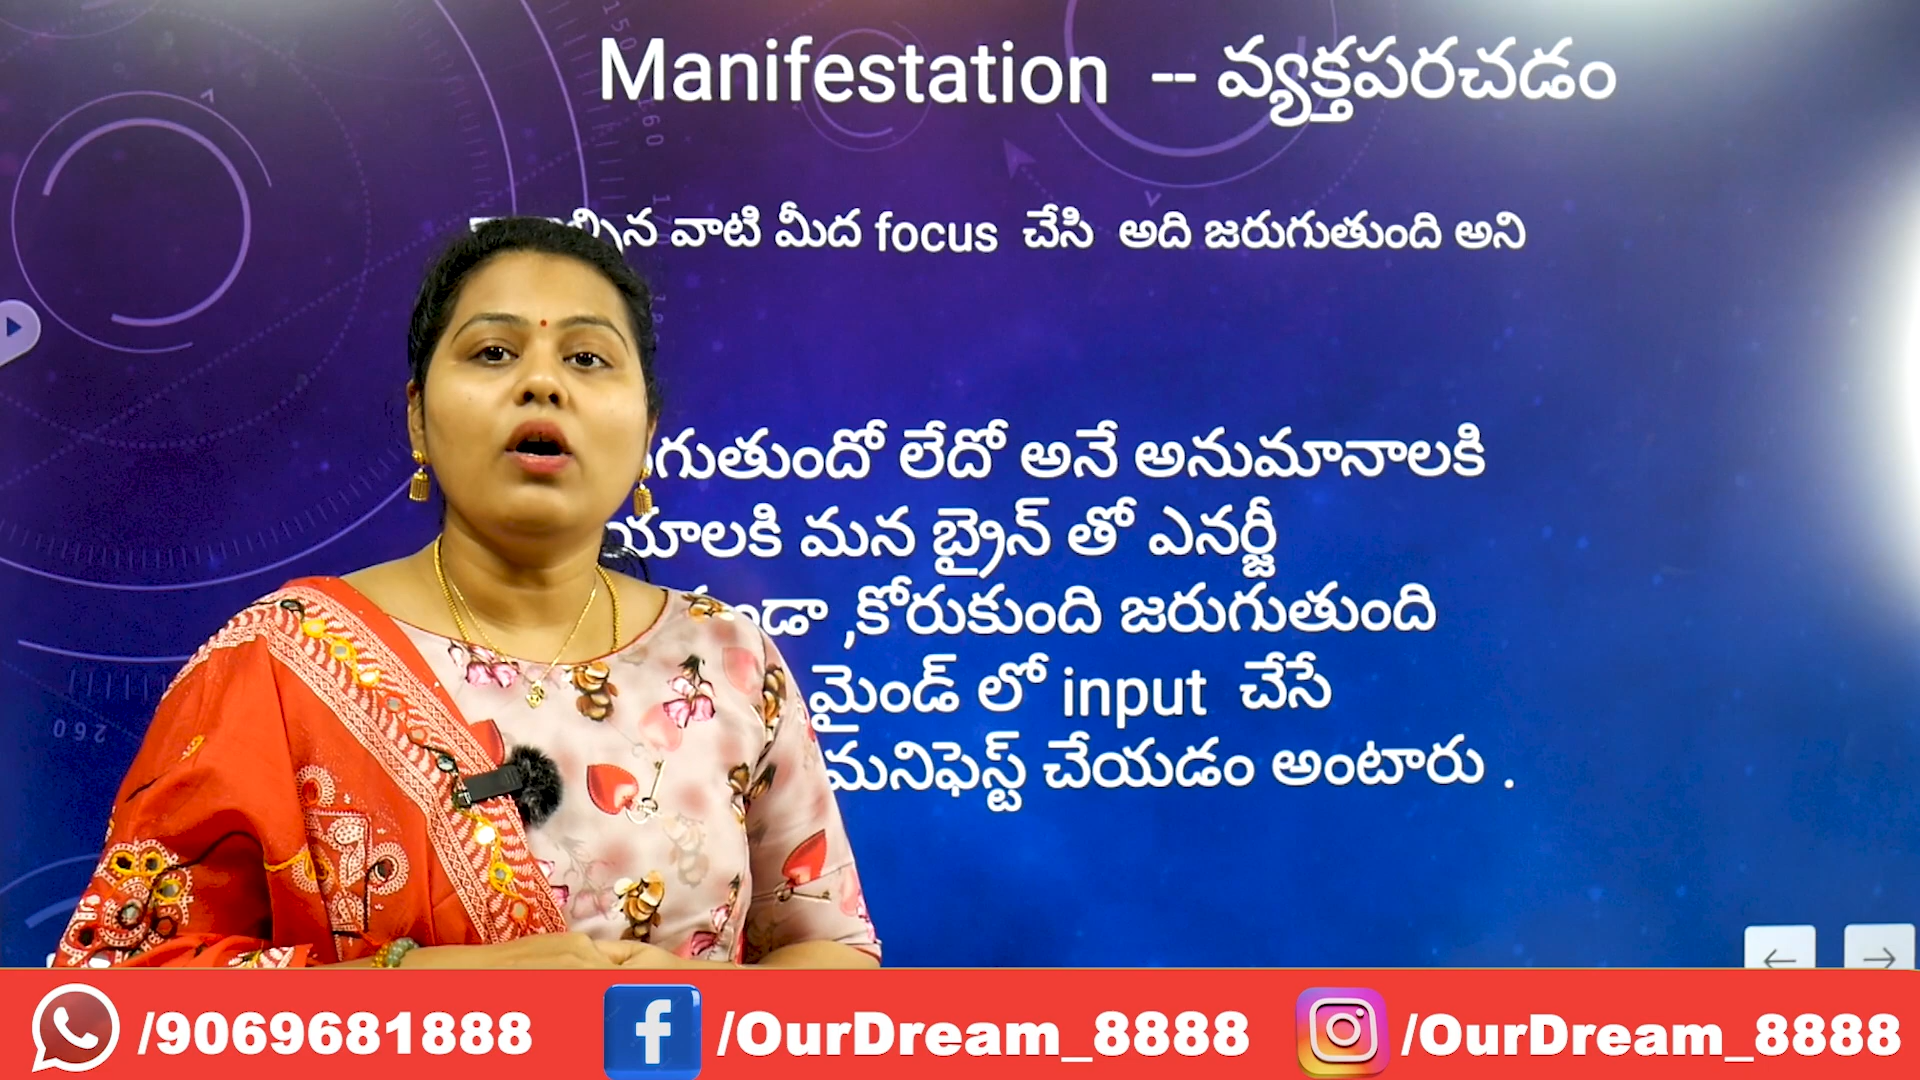 Manifestation -- వ్యక్తపరచడం
వాటి మీద focus చేసి అది జరుగుతుంది అని
లేదో అనే అనుమానాలకి
మన బ్రైన్ తో ఎనర్జీ
,కోరుకుంది జరుగుతుంది
మైండ్ లో input చేసే
మనిఫెస్ట్ చేయడం అంటారు .
260
/9069681888
/OurDream_8888
/OurDream_8888